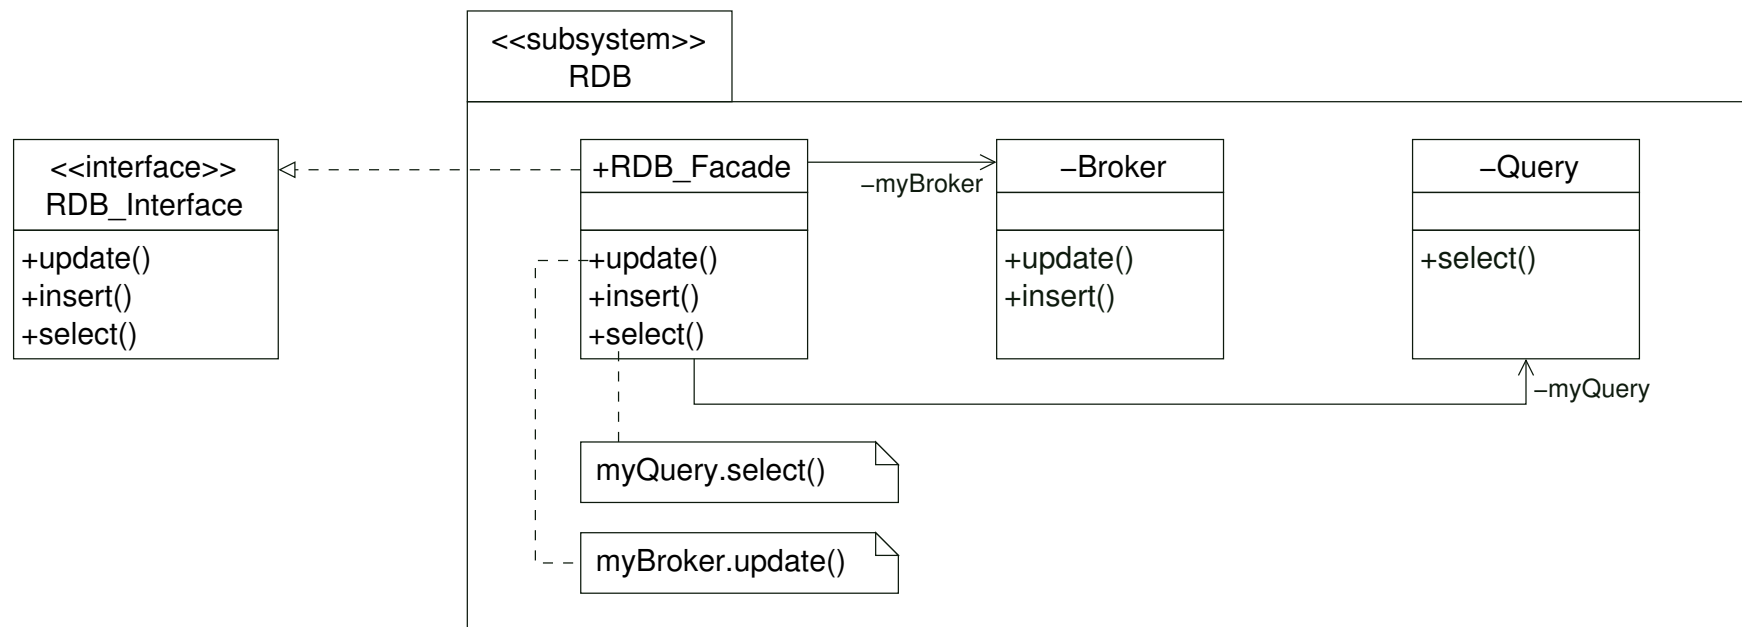 <<subsystem>>
RDB
<<interface>>
RDB_Interface
+update()
+insert()
+select()
+RDB_Facade
+update()
+insert()
+select()
−myBroker
−Broker
+update()
+insert()
−Query
+select()
−myQuery
myQuery.select()
myBroker.update()